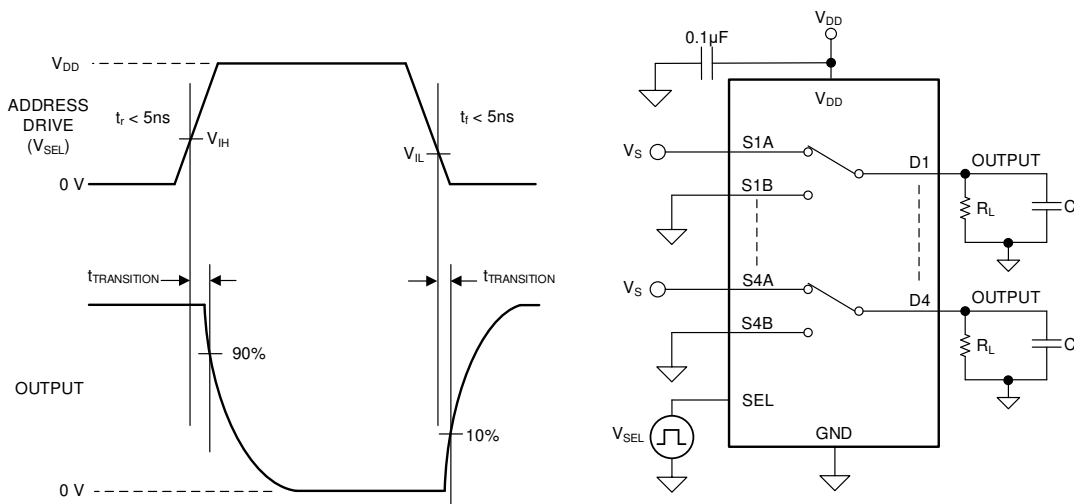 V_DD
ADDRESS
DRIVE
(V_SEL)
t_r < 5ns
V_IH
V_IL
t_f < 5ns
0 V
t_TRANSITION
t_TRANSITION
90%
OUTPUT
10%
0 V
V_DD
0.1µF
V_DD
V_S
S1A
D1
OUTPUT
S1B
R_L
C
V_S
S4A
D4
OUTPUT
S4B
R_L
C
SEL
V_SEL
GND